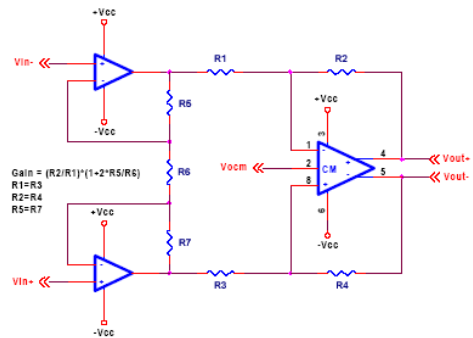 +Vcc
Vin-
+
-
-Vcc
R1
R2
R5
+Vcc
3
1
-
Vocm
2
CM
+
-
4
Vout+
5
Vout-
8
+
6
-Vcc
R6
Gain = (R2/R1)*(1+2*R5/R6)
R1=R3
R2=R4
R5=R7
+Vcc
R7
-
Vin+
+
-Vcc
R3
R4